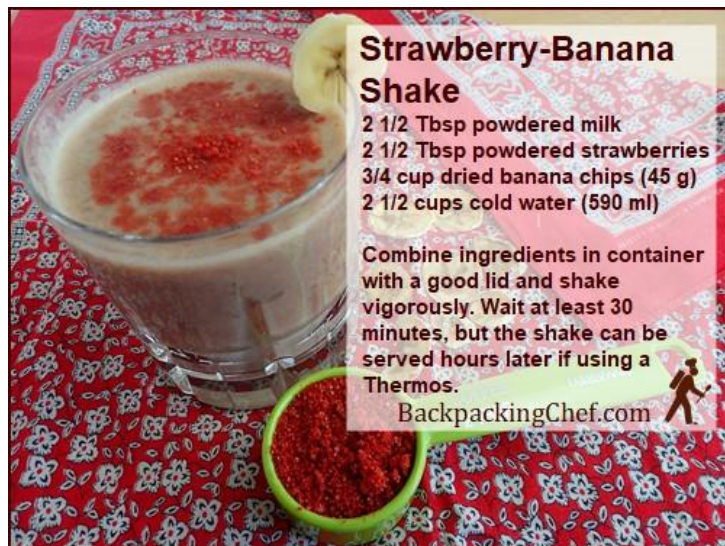 Strawberry-Banana
Shake
2 1/2 Tbsp powdered milk
2 1/2 Tbsp powdered strawberries
3/4 cup dried banana chips (45 g)
2 1/2 cups cold water (590 ml)
Combine ingredients in container
with a good lid and shake
vigorously. Wait at least 30
minutes, but the shake can be
served hours later if using a
Thermos.
BackpackingChef.com